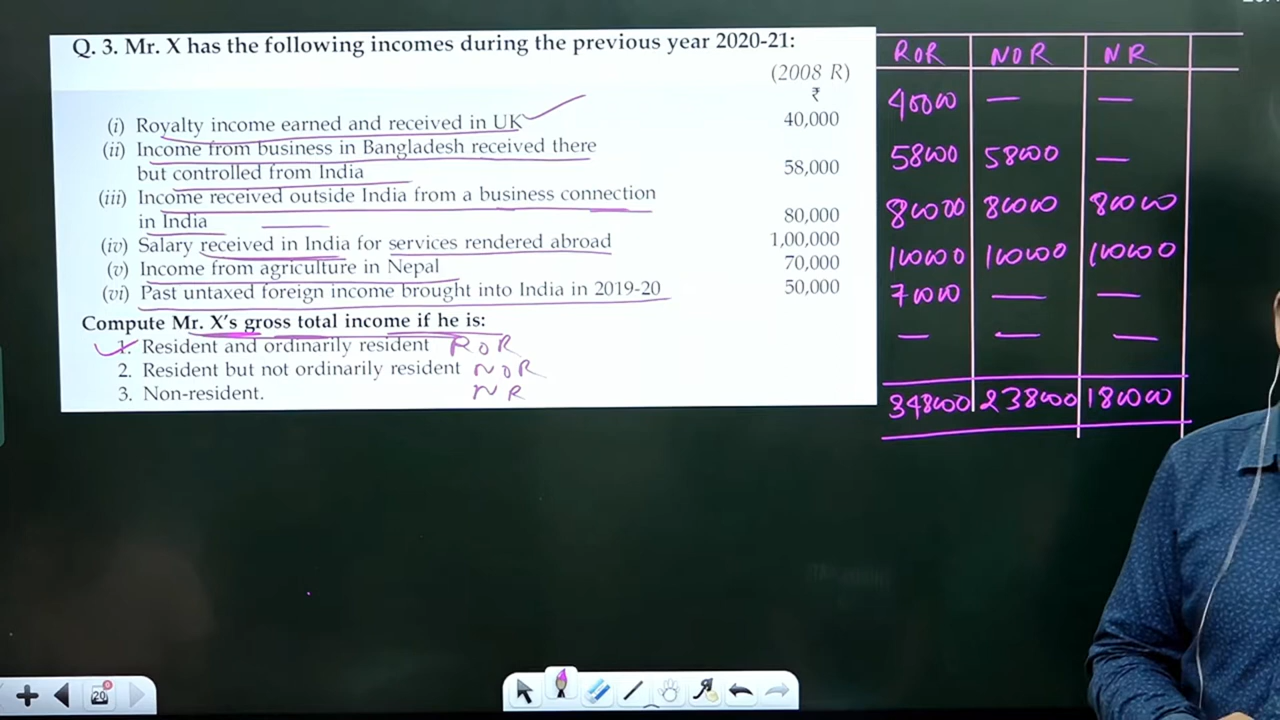 Q. 3. Mr. X has the following incomes during the previous year 2020-21:
(2008 R)
₹
(i) Royalty income earned and received in UK 40,000
(ii) Income from business in Bangladesh received there
but controlled from India 58,000
(iii) Income received outside India from a business connection
in India 80,000
(iv) Salary received in India for services rendered abroad 1,00,000
(v) Income from agriculture in Nepal 70,000
(vi) Past untaxed foreign income brought into India in 2019-20 50,000
Compute Mr. X's gross total income if he is:
1. Resident and ordinarily resident ROR
2. Resident but not ordinarily resident NOR
3. Non-resident. NR
ROR NOR NR
40000 — —
58000 58000 —
80000 80000 80000
100000 100000 100000
70000 — —
— — —
348000 238000 180000
20